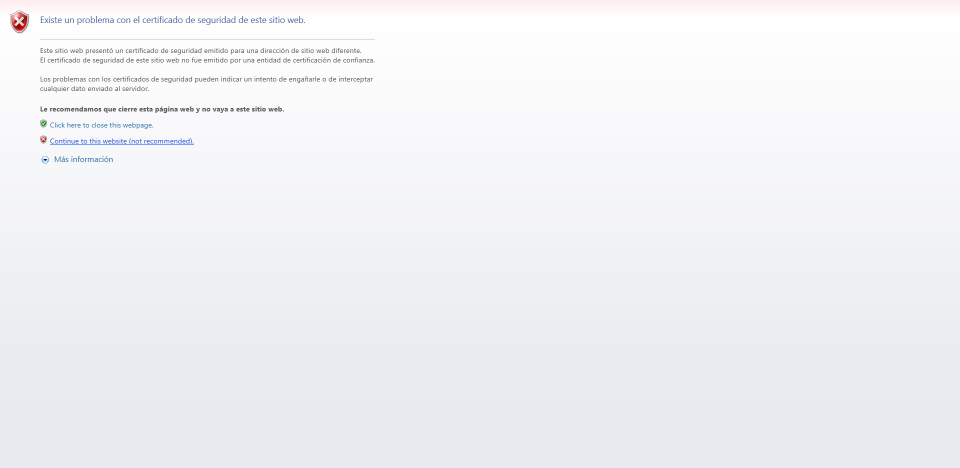 Existe un problema con el certificado de seguridad de este sitio web.
Este sitio web presentó un certificado de seguridad emitido para una dirección de sitio web diferente.
El certificado de seguridad de este sitio web no fue emitido por una entidad de certificación de confianza.
Los problemas con los certificados de seguridad pueden indicar un intento de engañarle o de interceptar
cualquier dato enviado al servidor.
Le recomendamos que cierre esta página web y no vaya a este sitio web.
Click here to close this webpage.
Continue to this website (not recommended).
Más información